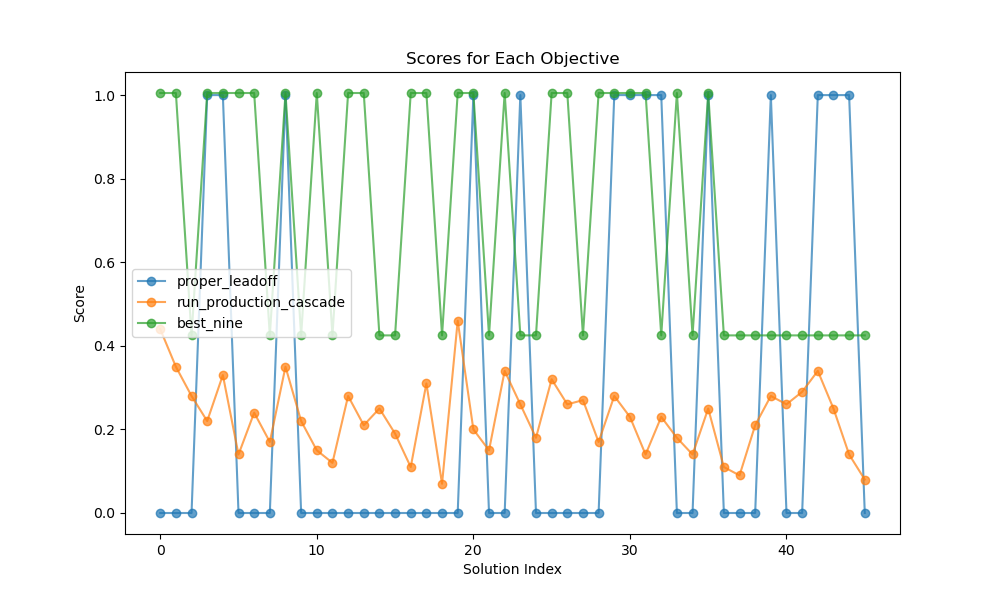 Scores for Each Objective
Score
1.0
0.8
0.6
0.4
0.2
0.0
proper_leadoff
run_production_cascade
best_nine
0 10 20 30 40
Solution Index